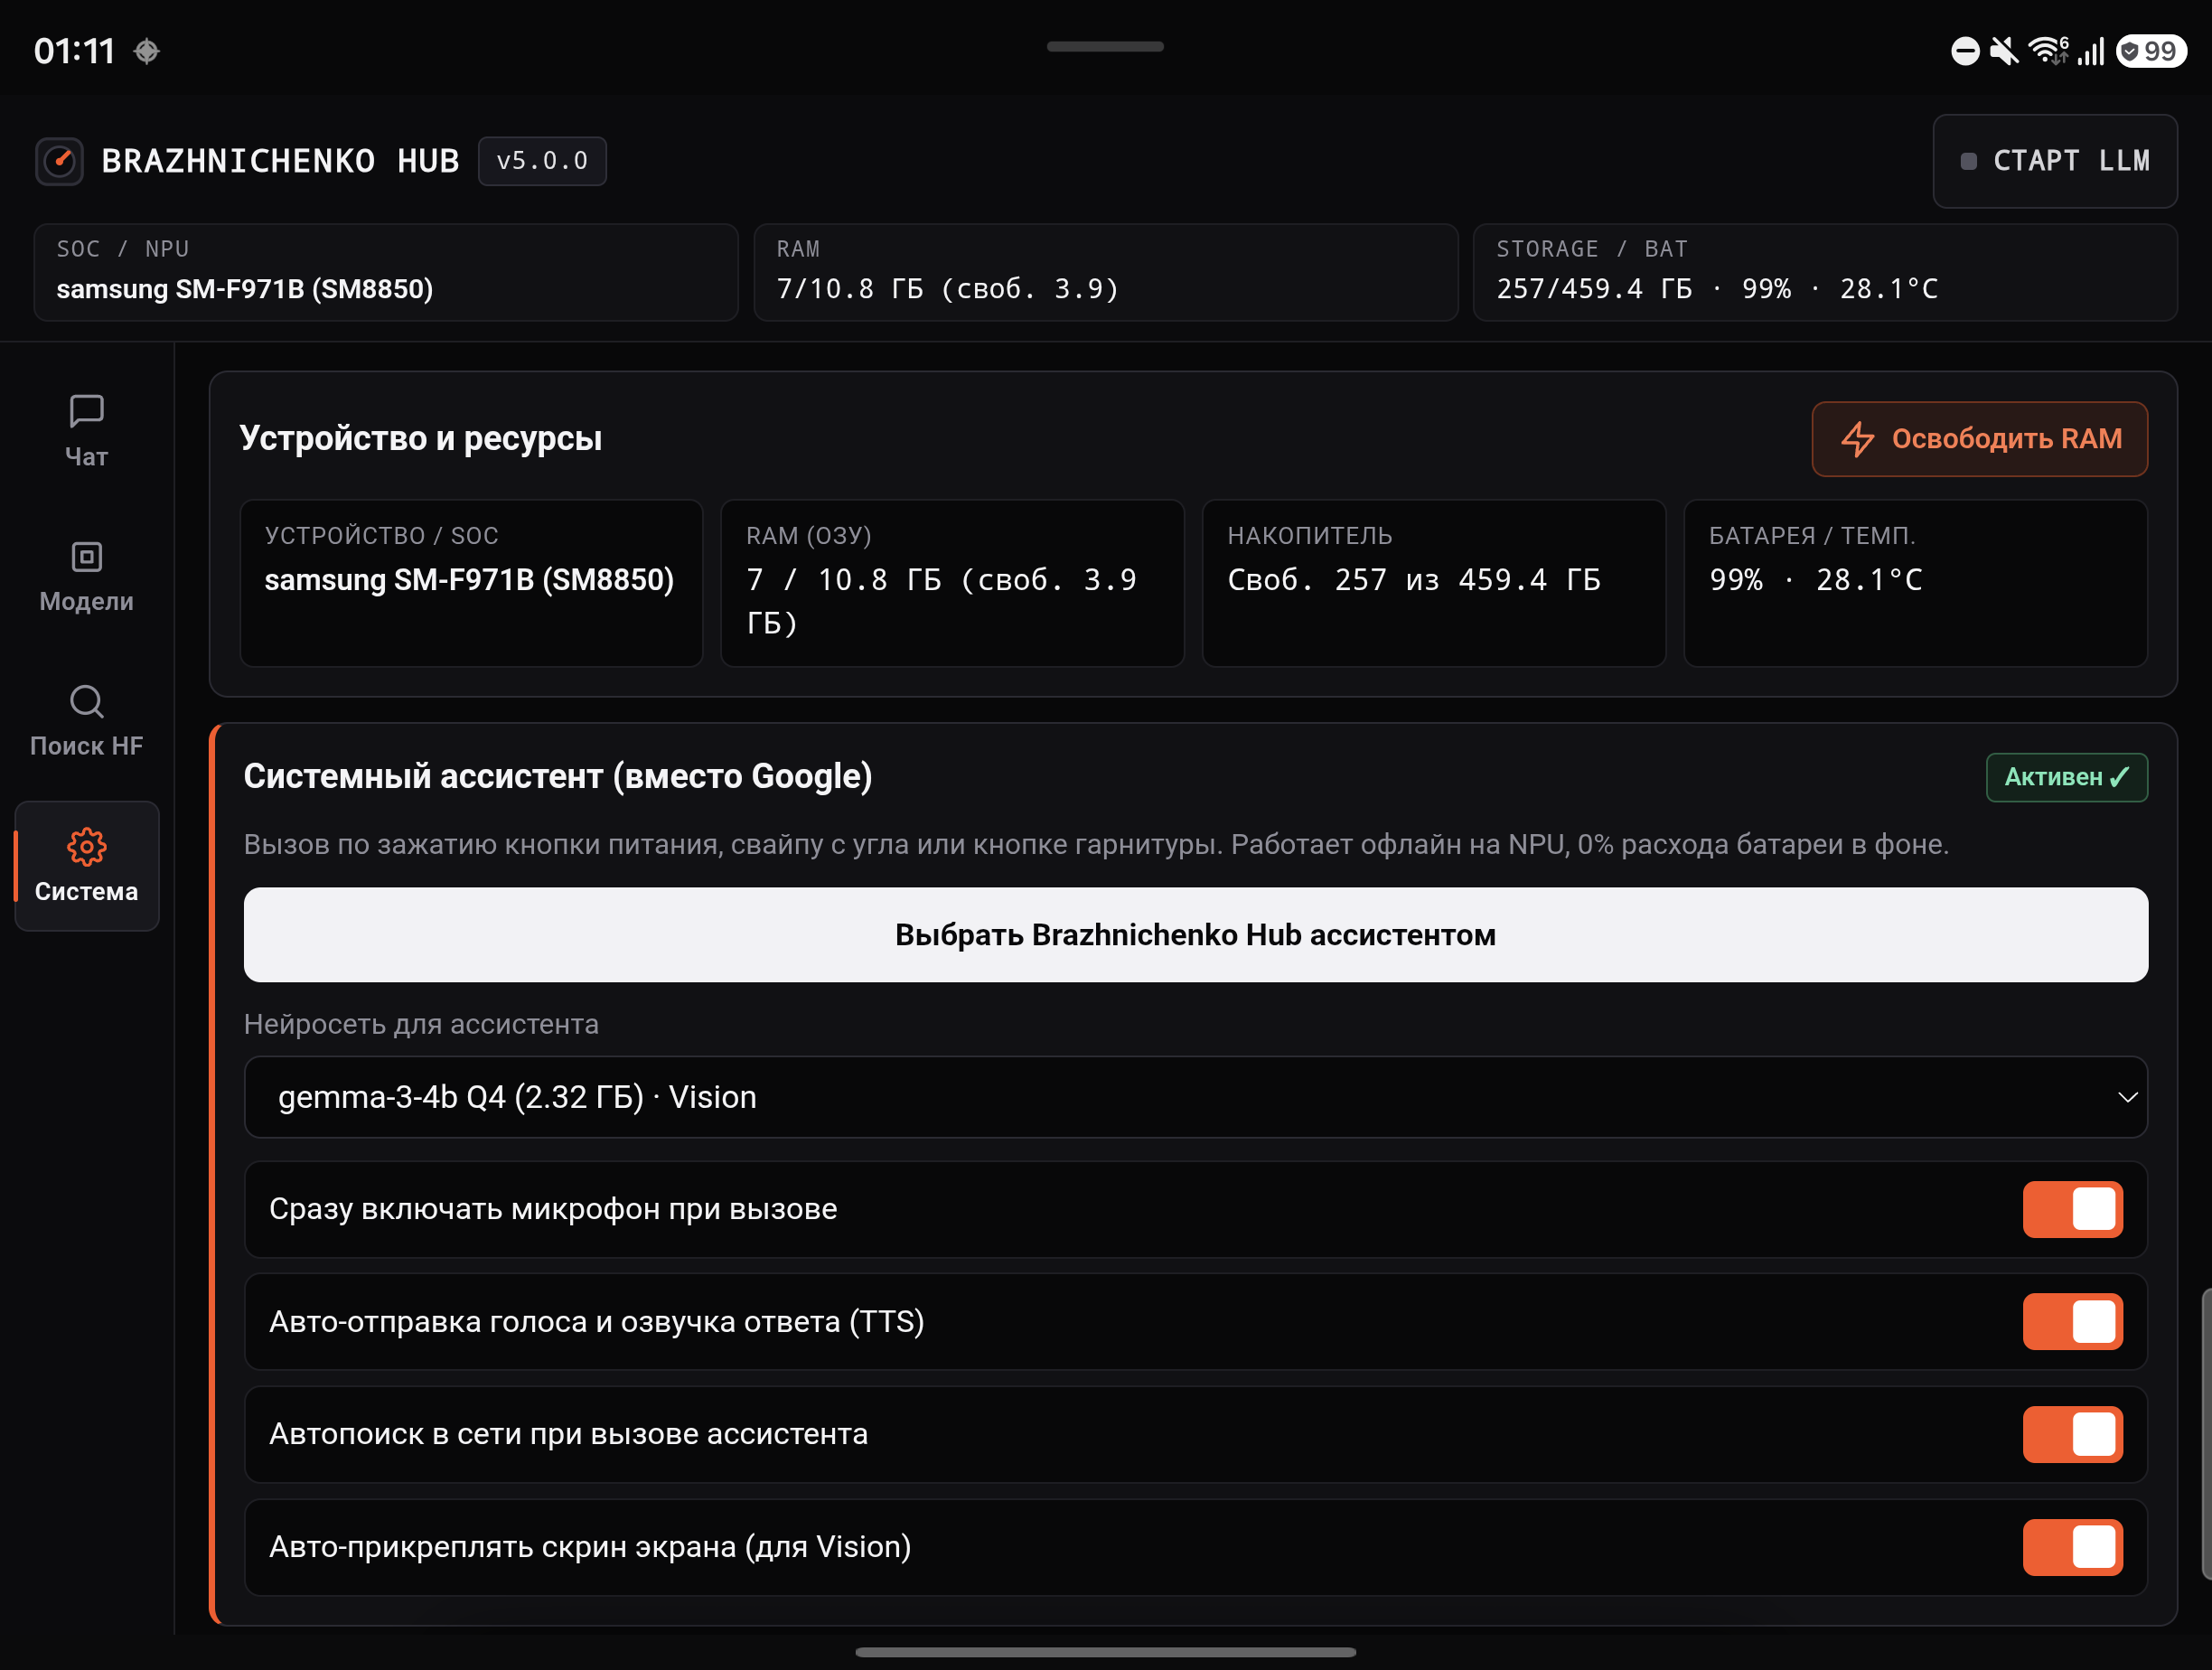 01:11
6
99
BRAZHNICHENKO HUB
v5.0.0
СТАРТ LLM
SOC / NPU
samsung SM-F971B (SM8850)
RAM
7/10.8 ГБ (своб. 3.9)
STORAGE / BAT
257/459.4 ГБ · 99% · 28.1°C
Чат
Модели
Поиск HF
Система
Устройство и ресурсы
Освободить RAM
УСТРОЙСТВО / SOC
samsung SM-F971B (SM8850)
RAM (ОЗУ)
7 / 10.8 ГБ (своб. 3.9
ГБ)
НАКОПИТЕЛЬ
Своб. 257 из 459.4 ГБ
БАТАРЕЯ / ТЕМП.
99% · 28.1°C
Системный ассистент (вместо Google)
Активен ✓
Вызов по зажатию кнопки питания, свайпу с угла или кнопке гарнитуры. Работает офлайн на NPU, 0% расхода батареи в фоне.
Выбрать Brazhnichenko Hub ассистентом
Нейросеть для ассистента
gemma-3-4b Q4 (2.32 ГБ) · Vision
Сразу включать микрофон при вызове
Авто-отправка голоса и озвучка ответа (TTS)
Автопоиск в сети при вызове ассистента
Авто-прикреплять скрин экрана (для Vision)